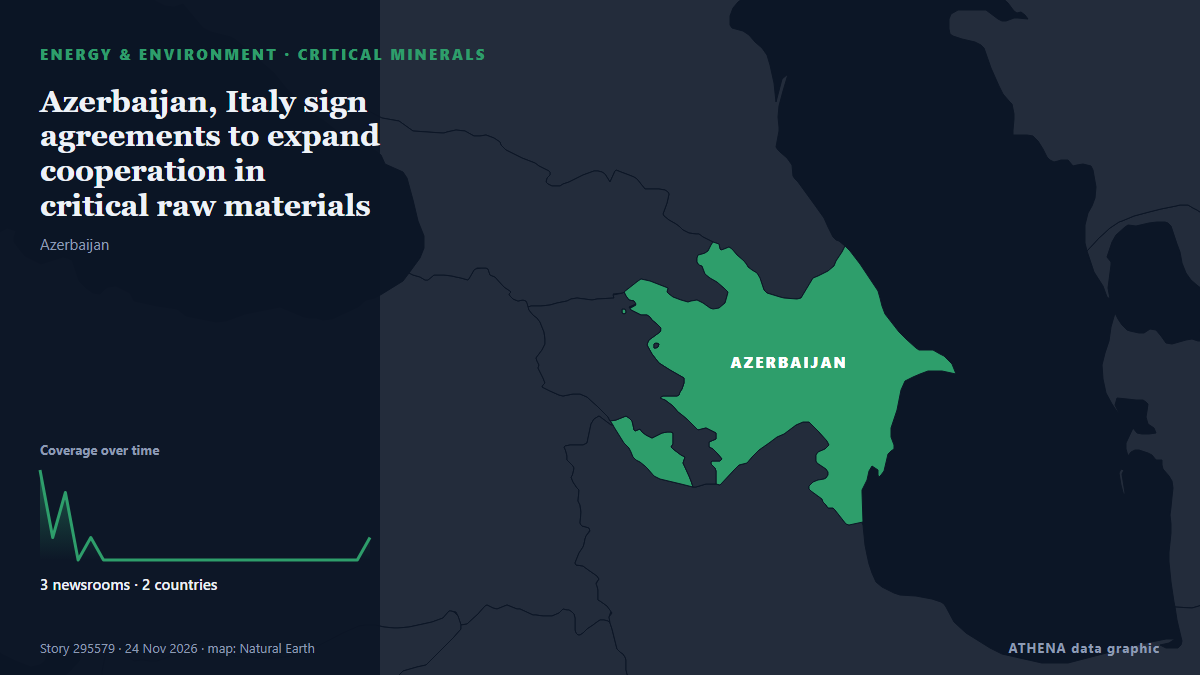 ENERGY & ENVIRONMENT · CRITICAL MINERALS
Azerbaijan, Italy sign
agreements to expand
cooperation in
critical raw materials
Azerbaijan
AZERBAIJAN
Coverage over time
3 newsrooms · 2 countries
Story 295579 · 24 Nov 2026 · map: Natural Earth
ATHENA data graphic